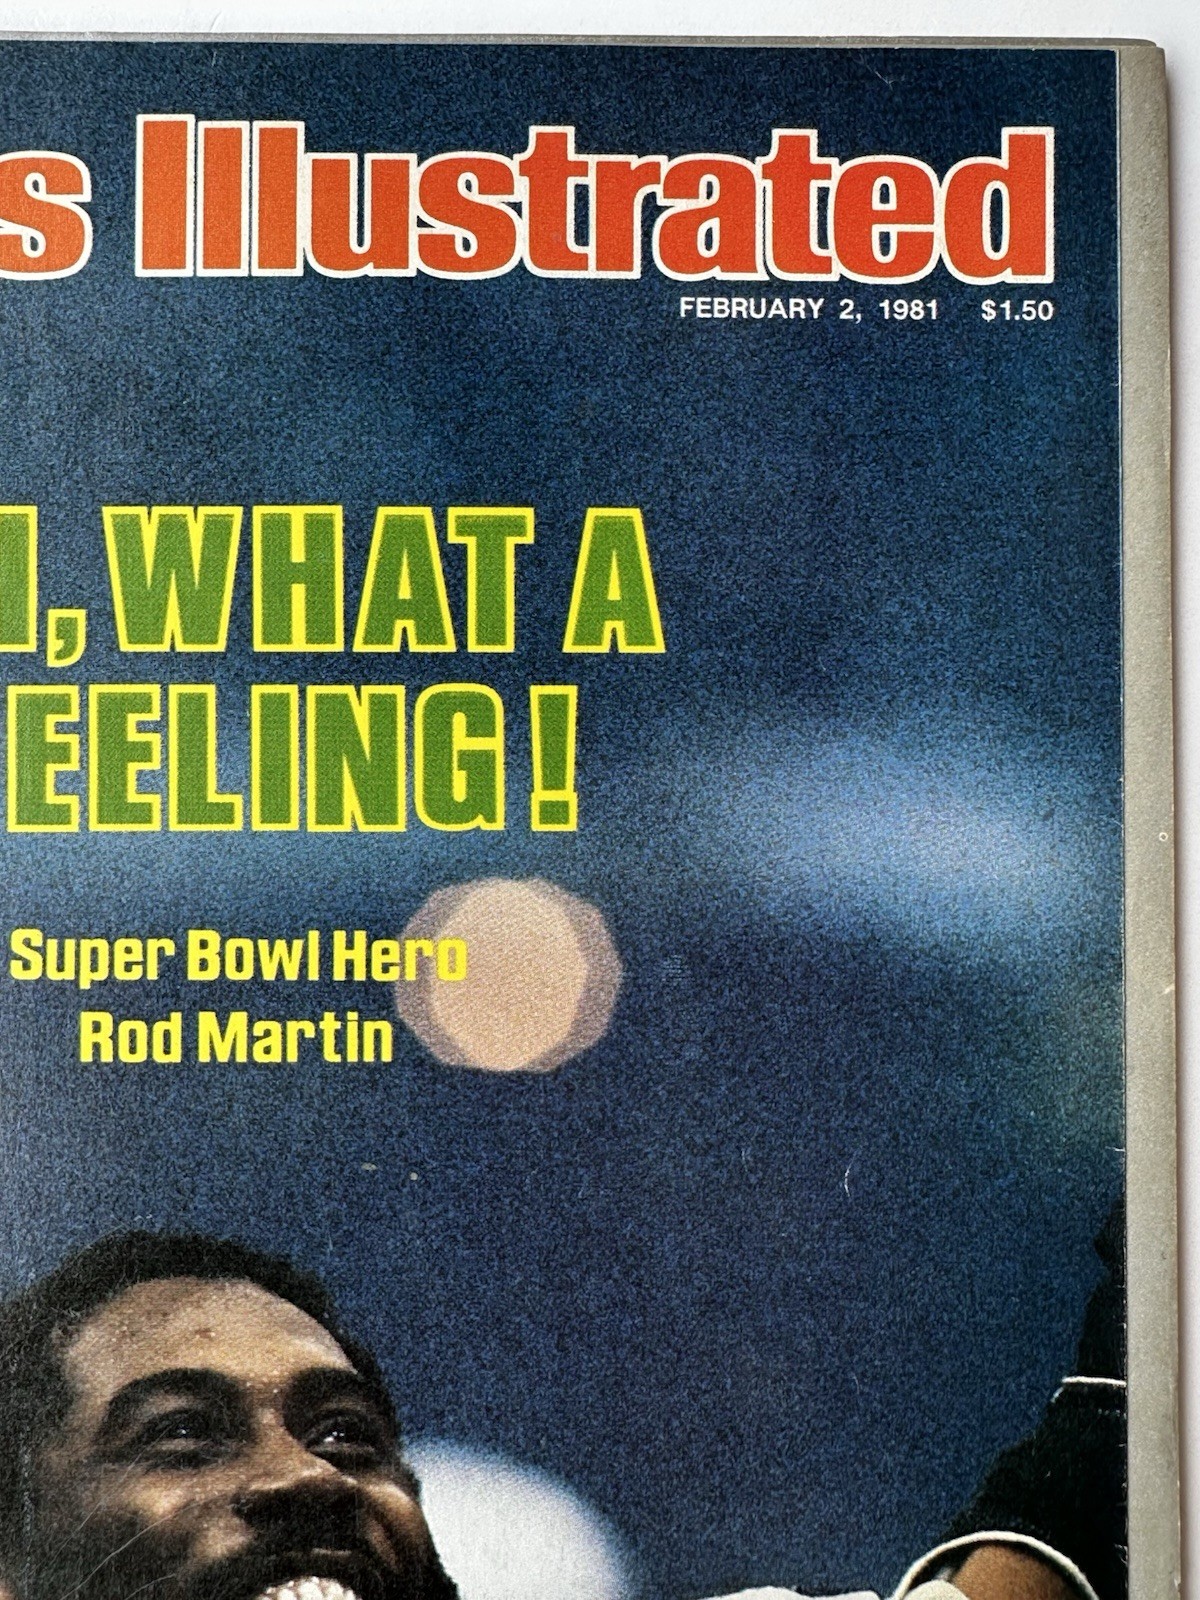 s Illustrated
FEBRUARY 2, 1981 $1.50
, WHAT A
EELING!
Super Bowl Hero
Rod Martin